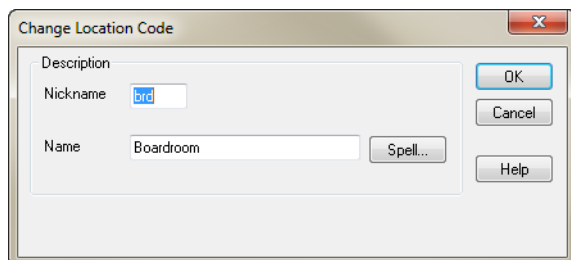 Change Location Code
Description
Nickname brd
Name Boardroom Spell...
OK
Cancel
Help